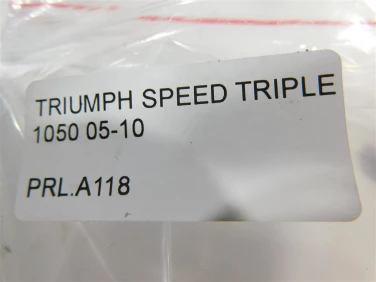 TRIUMPH SPEED TRIPLE
1050 05-10
PRL.A118